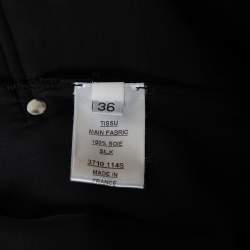 36
TISSU
MAIN FABRIC
100% SOIE
SILK
3710 114S
MADE IN
FRANCE